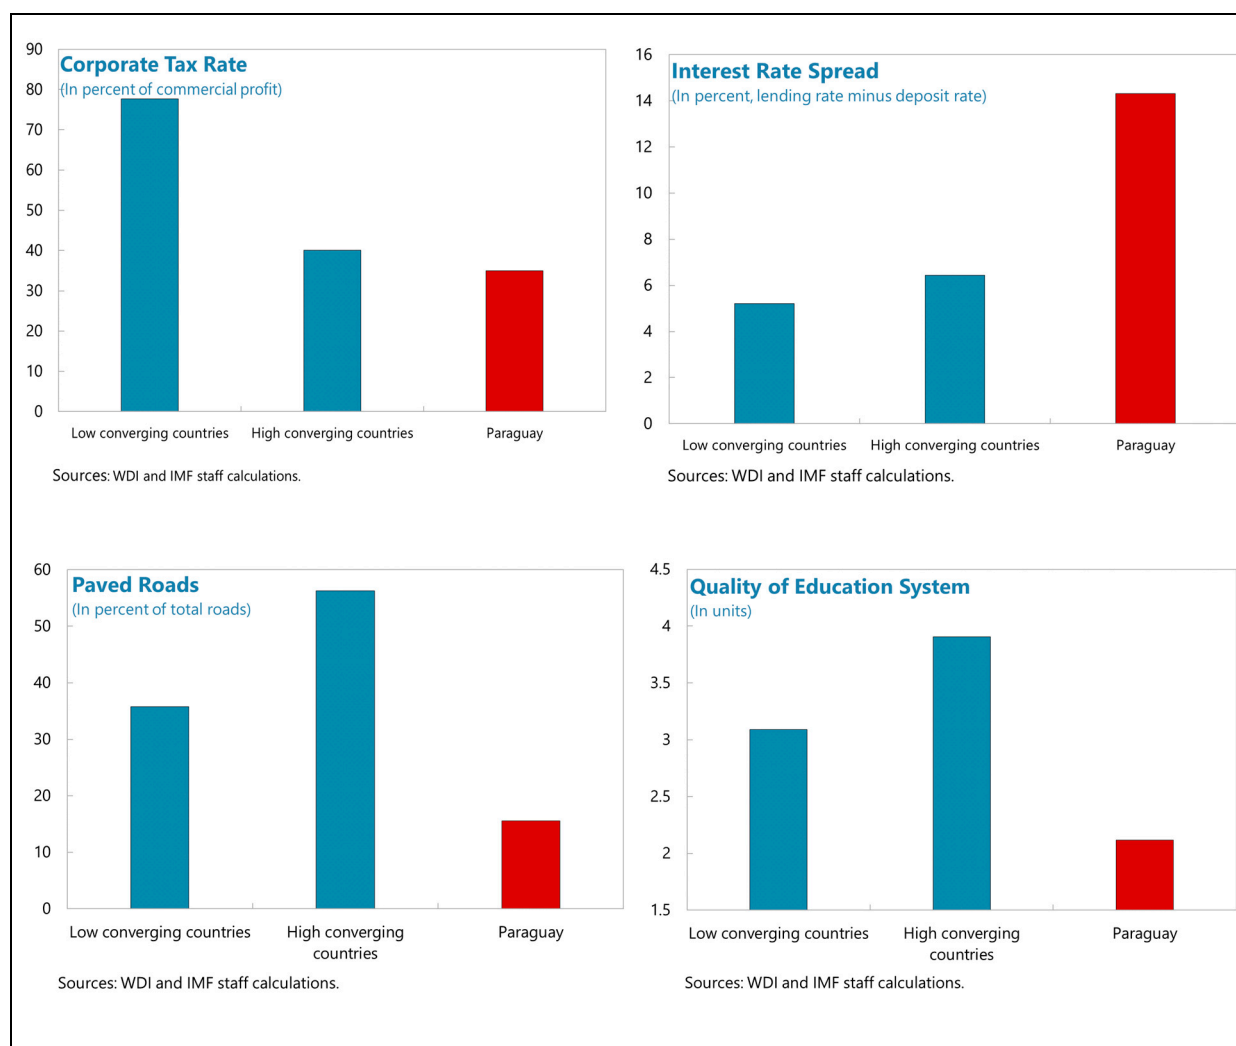 Corporate Tax Rate
(In percent of commercial profit)
90
80
70
60
50
40
30
20
10
0
Low converging countries
High converging countries
Paraguay
Sources: WDI and IMF staff calculations.
Interest Rate Spread
(In percent, lending rate minus deposit rate)
16
14
12
10
8
6
4
2
0
Low converging countries
High converging countries
Paraguay
Sources: WDI and IMF staff calculations.
Paved Roads
(In percent of total roads)
60
50
40
30
20
10
0
Low converging countries
High converging
countries
Paraguay
Sources: WDI and IMF staff calculations.
Quality of Education System
(In units)
4.5
4
3.5
3
2.5
2
1.5
Low converging countries
High converging
countries
Paraguay
Sources: WDI and IMF staff calculations.